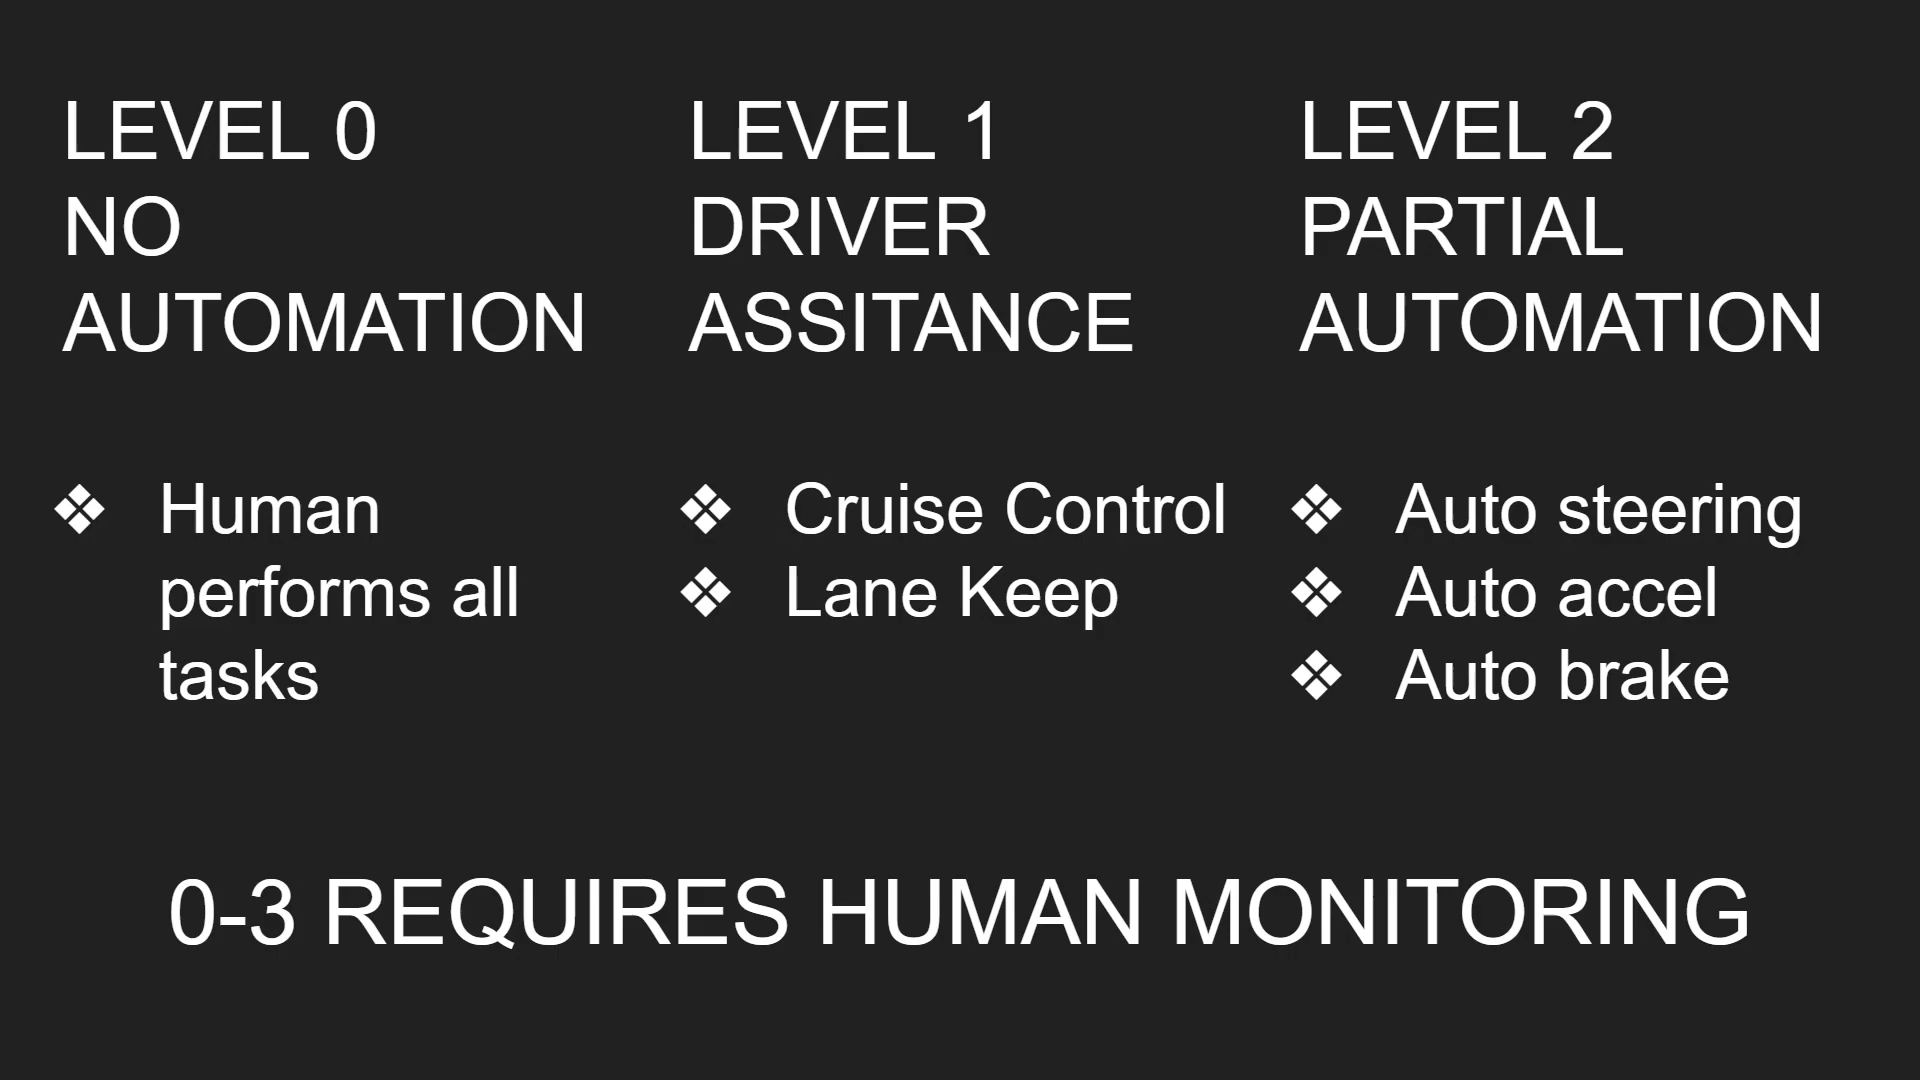 LEVEL 0
NO
AUTOMATION
❖ Human
performs all
tasks
LEVEL 1
DRIVER
ASSITANCE
❖ Cruise Control
❖ Lane Keep
LEVEL 2
PARTIAL
AUTOMATION
❖ Auto steering
❖ Auto accel
❖ Auto brake
0-3 REQUIRES HUMAN MONITORING